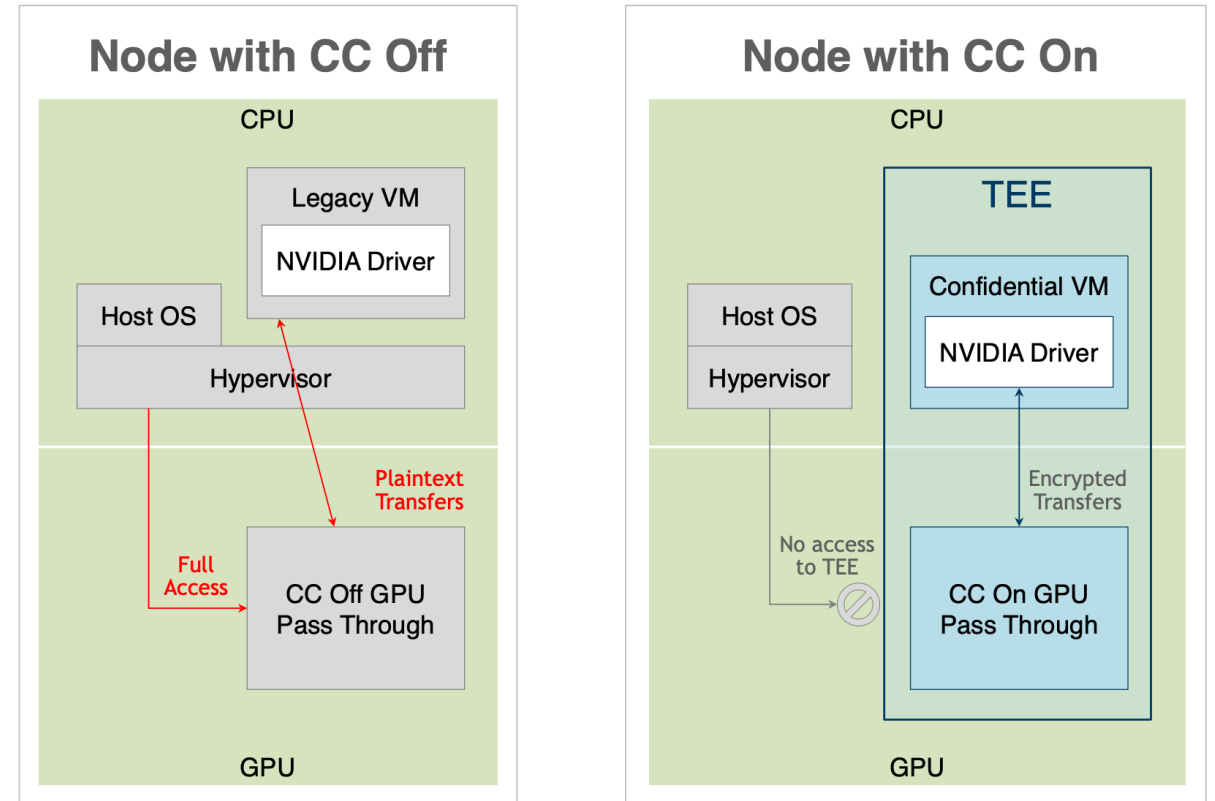 Node with CC Off
CPU
Legacy VM
NVIDIA Driver
Host OS
Hypervisor
Plaintext
Transfers
Full
Access
CC Off GPU
Pass Through
GPU
Node with CC On
CPU
TEE
Confidential VM
NVIDIA Driver
Host OS
Hypervisor
Encrypted
Transfers
No access
to TEE
CC On GPU
Pass Through
GPU